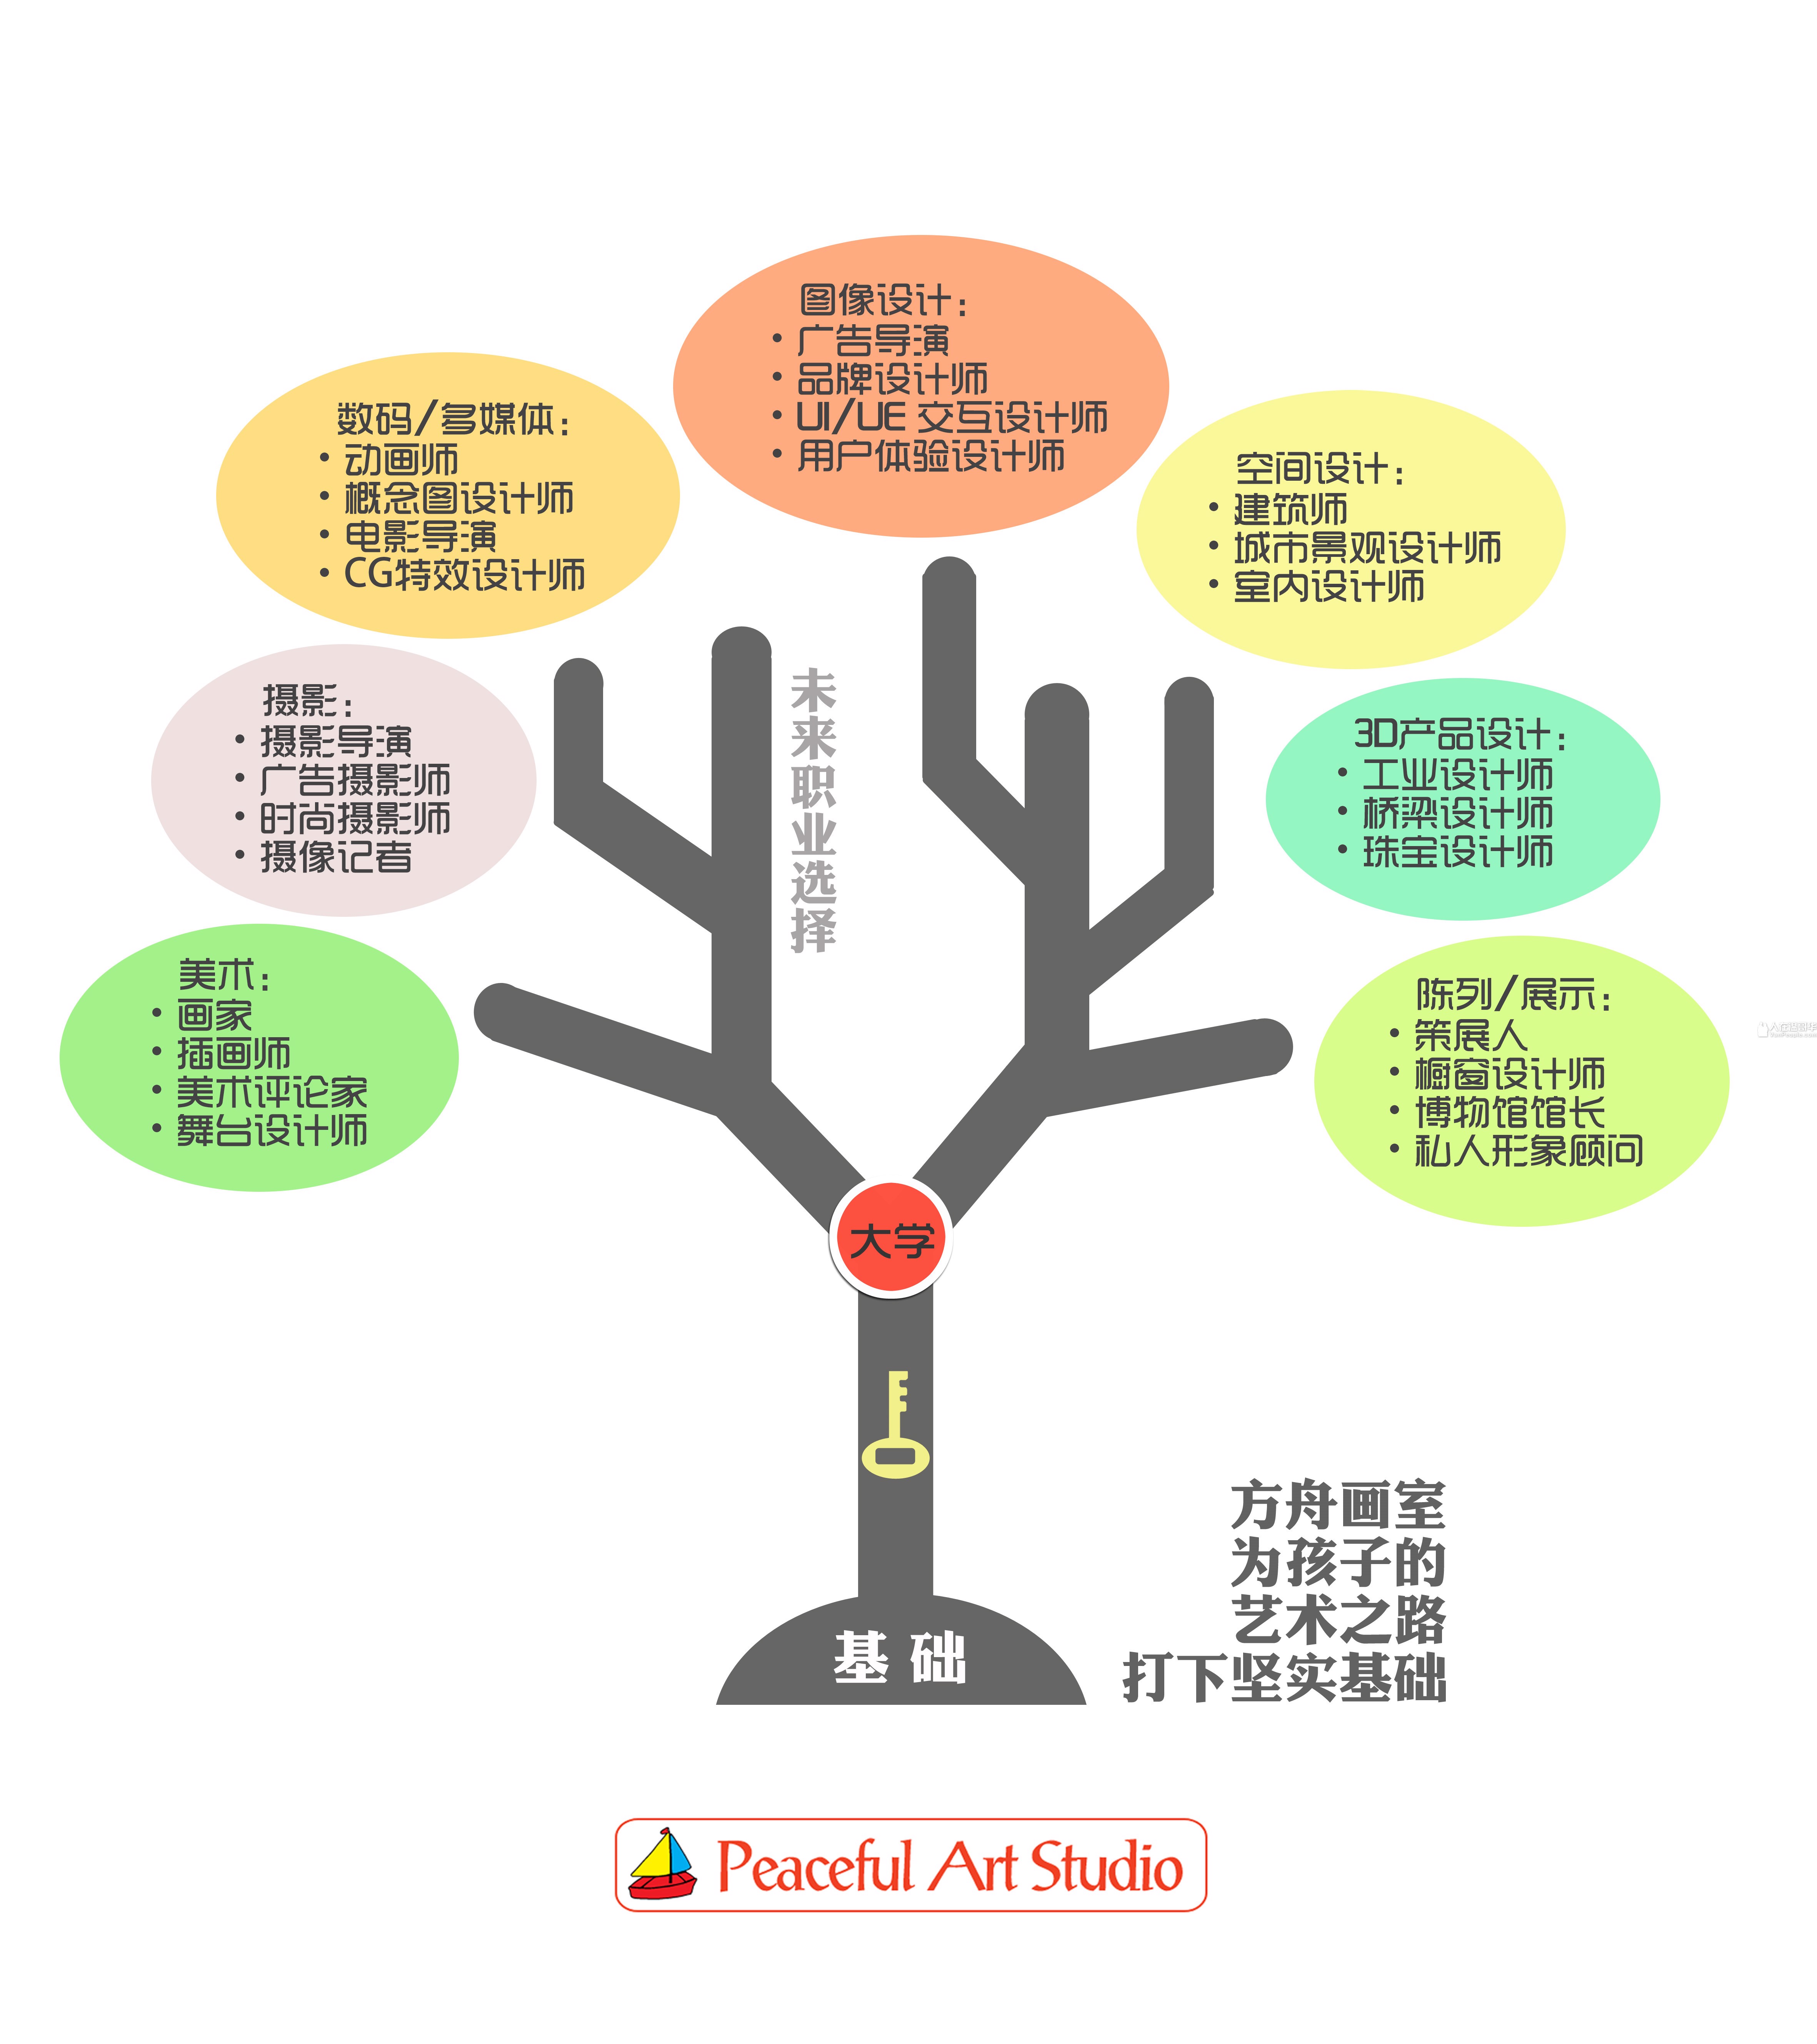 图像设计：
• 广告导演
• 品牌设计师
• UI/UE 交互设计师
• 用户体验设计师
数码/多媒体：
• 动画师
• 概念图设计师
• 电影导演
• CG特效设计师
空间设计：
• 建筑师
• 城市景观设计师
• 室内设计师
摄影：
• 摄影导演
• 广告摄影师
• 时尚摄影师
• 摄像记者
未来职业选择
3D产品设计：
• 工业设计师
• 桥梁设计师
• 珠宝设计师
美术：
• 画家
• 插画师
• 美术评论家
• 舞台设计师
陈列/展示：
• 策展人
• 橱窗设计师
• 博物馆馆长
• 私人形象顾问
大学
方舟画室
为孩子的
艺术之路
打下坚实基础
基础
Peaceful Art Studio